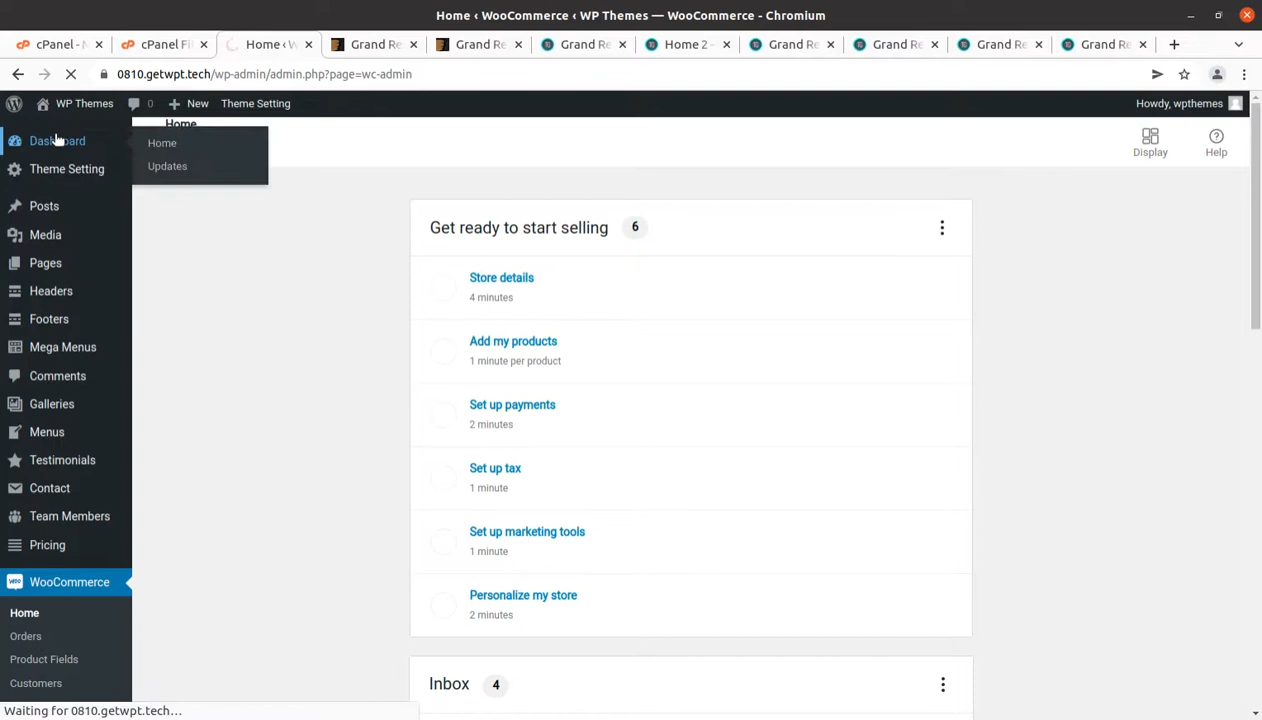 Home ‹ WooCommerce ‹ WP Themes — WooCommerce - Chromium
cPanel - M
cPanel Fi
Home ‹ W
Grand Re
Grand Re
Grand Re
Home 2 –
Grand Re
Grand Re
Grand Re
Grand Re
0810.getwpt.tech/wp-admin/admin.php?page=wc-admin
WP Themes
0
New
Theme Setting
Howdy, wpthemes
Home
Dashboard
Home
Updates
Display
Help
Theme Setting
Posts
Media
Pages
Headers
Footers
Mega Menus
Comments
Galleries
Menus
Testimonials
Contact
Team Members
Pricing
WooCommerce
Home
Orders
Product Fields
Customers
Get ready to start selling 6
Store details
4 minutes
Add my products
1 minute per product
Set up payments
2 minutes
Set up tax
1 minute
Set up marketing tools
1 minute
Personalize my store
2 minutes
Inbox 4
Waiting for 0810.getwpt.tech…